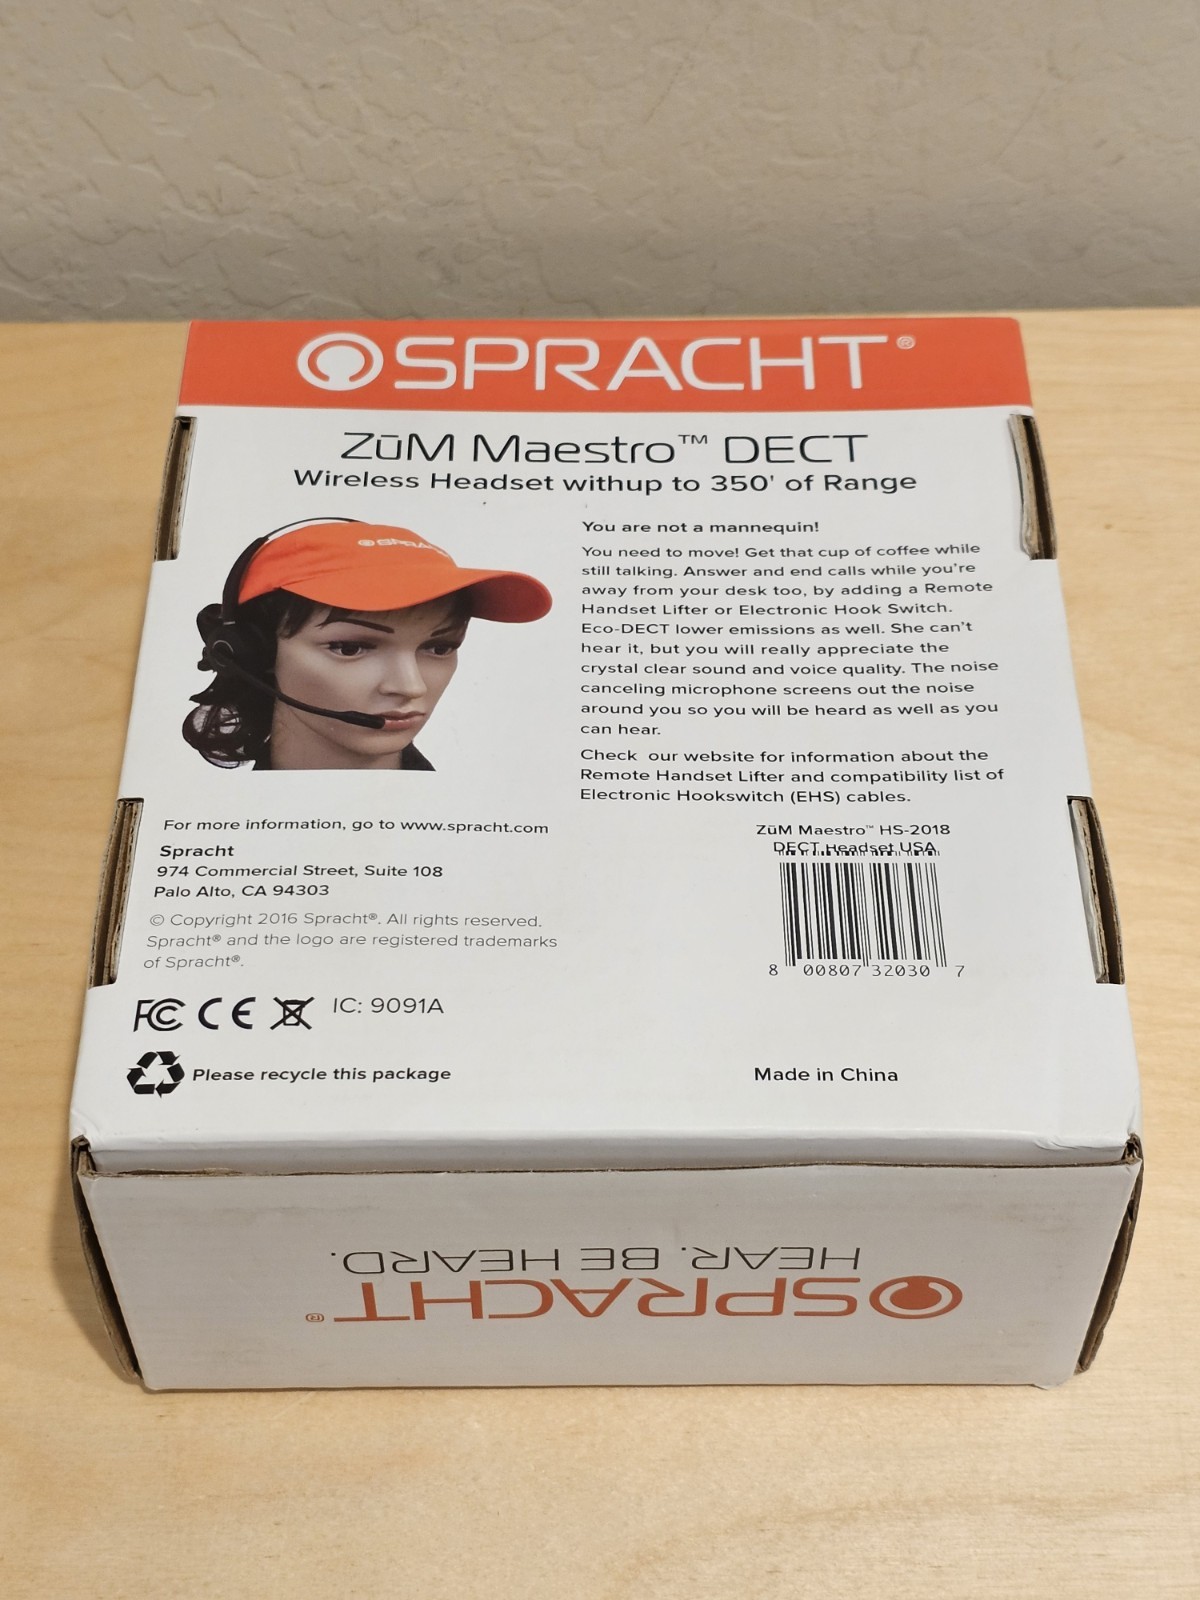 SPRACHT®
ZūM Maestro™ DECT
Wireless Headset withup to 350' of Range
SPRACHT
You are not a mannequin!
You need to move! Get that cup of coffee while
still talking. Answer and end calls while you're
away from your desk too, by adding a Remote
Handset Lifter or Electronic Hook Switch.
Eco-DECT lower emissions as well. She can't
hear it, but you will really appreciate the
crystal clear sound and voice quality. The noise
canceling microphone screens out the noise
around you so you will be heard as well as you
can hear.
Check our website for information about the
Remote Handset Lifter and compatibility list of
Electronic Hookswitch (EHS) cables.
For more information, go to www.spracht.com
Spracht
974 Commercial Street, Suite 108
Palo Alto, CA 94303
© Copyright 2016 Spracht®. All rights reserved.
Spracht® and the logo are registered trademarks
of Spracht®.
ZūM Maestro™ HS-2018
DECT Headset USA
8 00807 32030 7
FC CE IC: 9091A
Please recycle this package
Made in China
SPRACHT®
HEAR. BE HEARD.